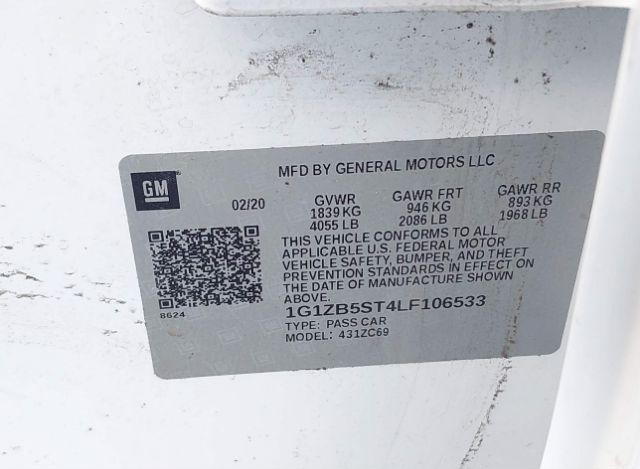 MFD BY GENERAL MOTORS LLC
GM
02/20
GVWR GAWR FRT GAWR RR
1839 KG 946 KG 893 KG
4055 LB 2086 LB 1968 LB
THIS VEHICLE CONFORMS TO ALL
APPLICABLE U.S. FEDERAL MOTOR
VEHICLE SAFETY, BUMPER, AND THEFT
PREVENTION STANDARDS IN EFFECT ON
THE DATE OF MANUFACTURE SHOWN
ABOVE.
8624
1G1ZB5ST4LF106533
TYPE: PASS CAR
MODEL: 431ZC69